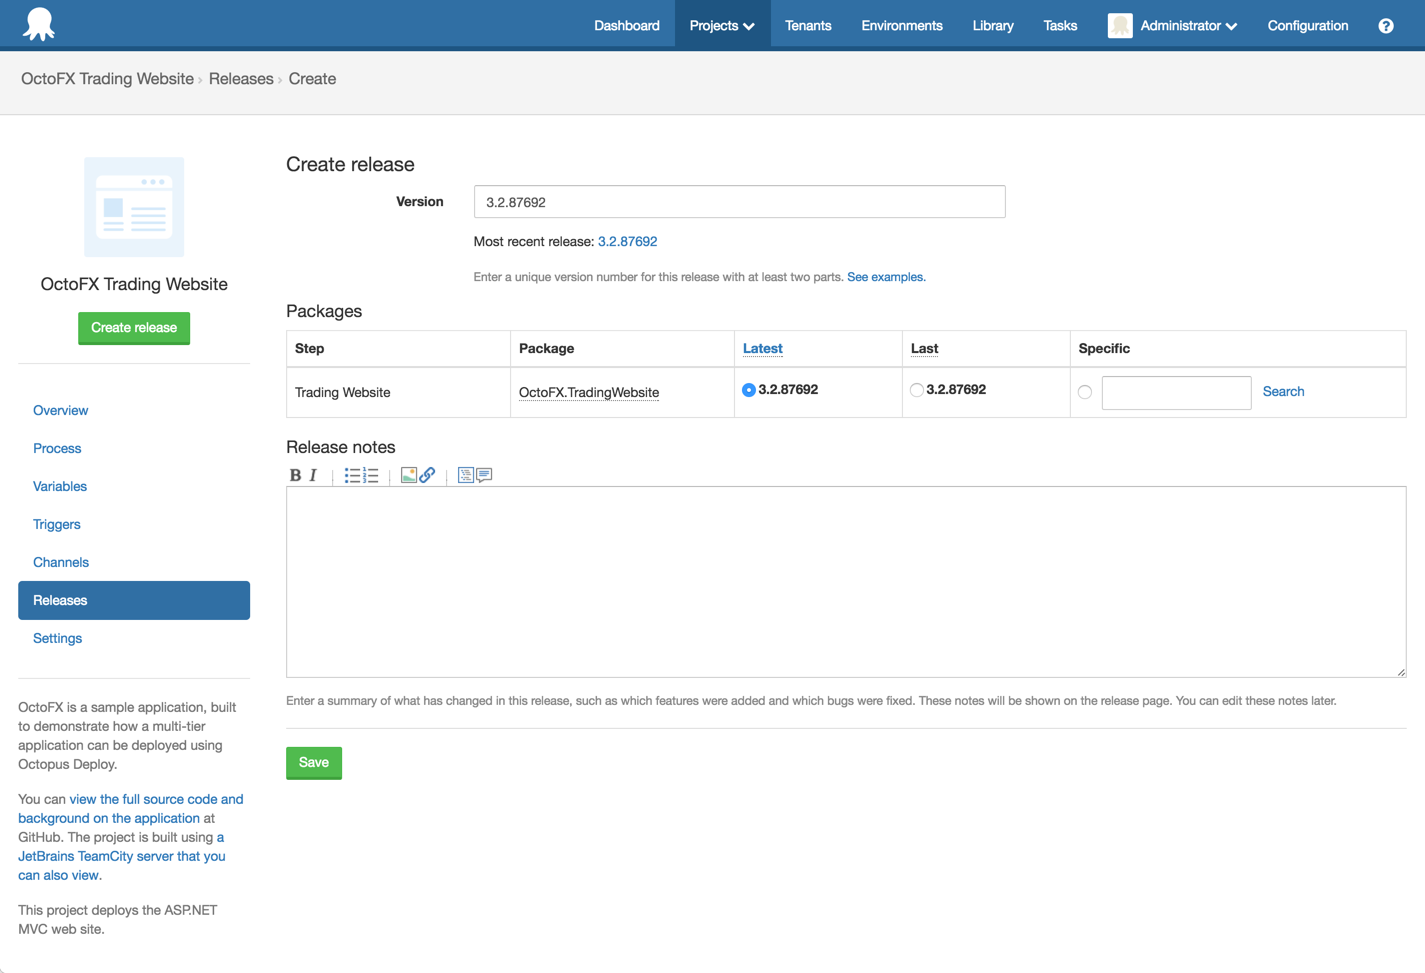 Dashboard
Projects
Tenants
Environments
Library
Tasks
Administrator
Configuration
?
OctoFX Trading Website › Releases › Create
OctoFX Trading Website
Create release
Overview
Process
Variables
Triggers
Channels
Releases
Settings
OctoFX is a sample application, built
to demonstrate how a multi-tier
application can be deployed using
Octopus Deploy.
You can view the full source code and
background on the application at
GitHub. The project is built using a
JetBrains TeamCity server that you
can also view.
This project deploys the ASP.NET
MVC web site.
Create release
Version
3.2.87692
Most recent release: 3.2.87692
Enter a unique version number for this release with at least two parts. See examples.
Packages
Step
Package
Latest
Last
Specific
Trading Website
OctoFX.TradingWebsite
3.2.87692
3.2.87692
Search
Release notes
B I
Enter a summary of what has changed in this release, such as which features were added and which bugs were fixed. These notes will be shown on the release page. You can edit these notes later.
Save